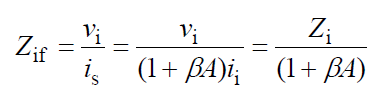 Z_if = v_i / i_s = v_i / ((1 + βA)i_i) = Z_i / (1 + βA)